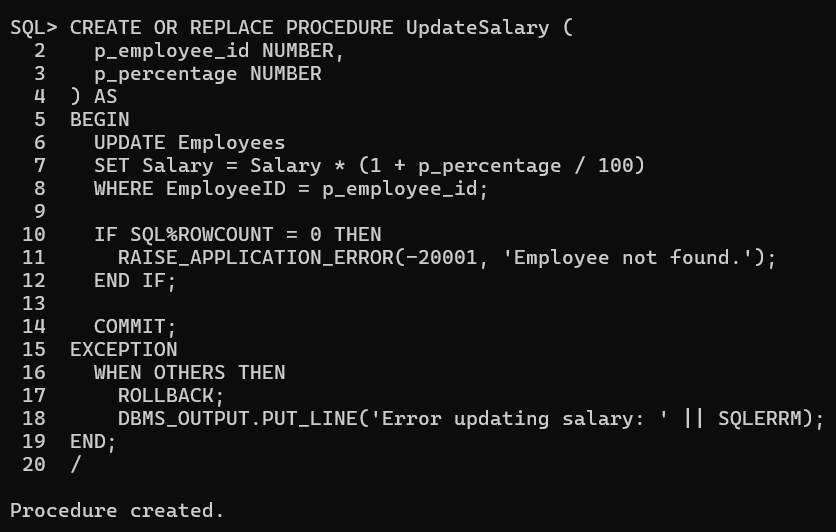 SQL> CREATE OR REPLACE PROCEDURE UpdateSalary (
  2    p_employee_id NUMBER,
  3    p_percentage NUMBER
  4  ) AS
  5  BEGIN
  6    UPDATE Employees
  7    SET Salary = Salary * (1 + p_percentage / 100)
  8    WHERE EmployeeID = p_employee_id;
  9
 10    IF SQL%ROWCOUNT = 0 THEN
 11      RAISE_APPLICATION_ERROR(-20001, 'Employee not found.');
 12    END IF;
 13
 14    COMMIT;
 15  EXCEPTION
 16    WHEN OTHERS THEN
 17      ROLLBACK;
 18      DBMS_OUTPUT.PUT_LINE('Error updating salary: ' || SQLERRM);
 19  END;
 20  /

Procedure created.